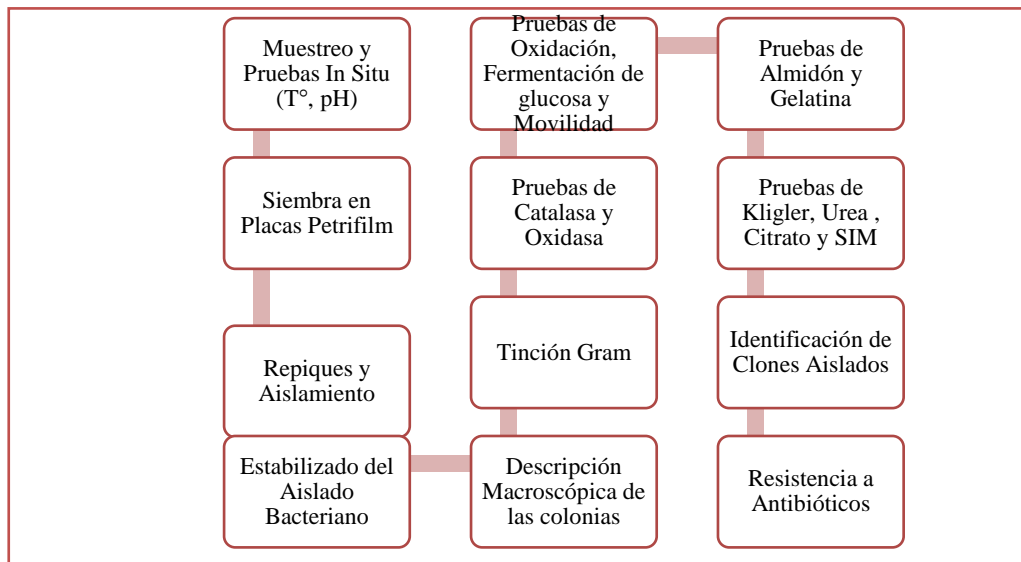 Muestreo y
Pruebas In Situ
(T°, pH)
Siembra en
Placas Petrifilm
Repiques y
Aislamiento
Estabilizado del
Aislado
Bacteriano
Descripción
Macroscópica de
las colonias
Tinción Gram
Pruebas de
Catalasa y
Oxidasa
Pruebas de
Oxidación,
Fermentación de
glucosa y
Movilidad
Pruebas de
Almidón y
Gelatina
Pruebas de
Kligler, Urea ,
Citrato y SIM
Identificación de
Clones Aislados
Resistencia a
Antibióticos